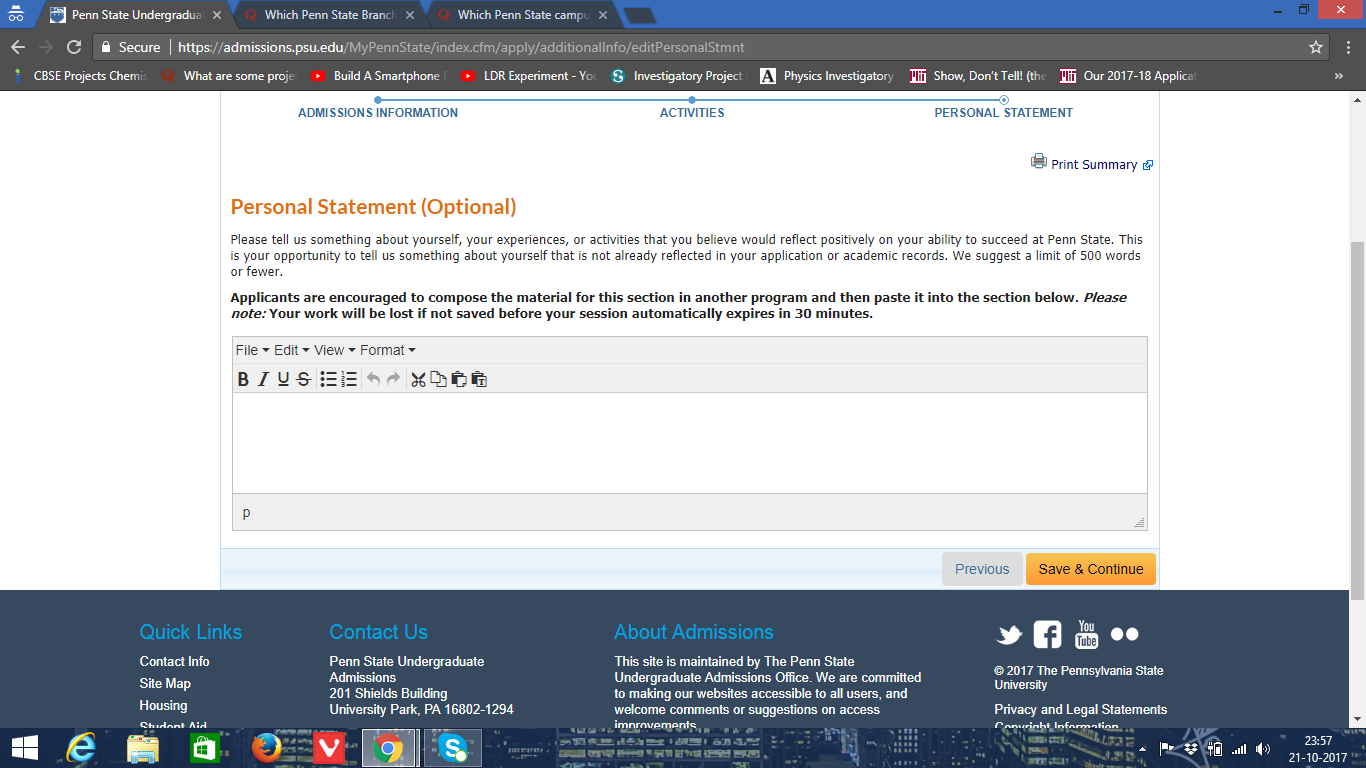 Penn State Undergradua
Which Penn State Branch
Which Penn State campu
Secure https://admissions.psu.edu/MyPennState/index.cfm/apply/additionalInfo/editPersonalStmnt
CBSE Projects Chemis
What are some proje
Build A Smartphone
LDR Experiment - You
Investigatory Project
Physics Investigatory
Show, Don't Tell! (the
Our 2017-18 Applicat
ADMISSIONS INFORMATION
ACTIVITIES
PERSONAL STATEMENT
Print Summary
Personal Statement (Optional)
Please tell us something about yourself, your experiences, or activities that you believe would reflect positively on your ability to succeed at Penn State. This
is your opportunity to tell us something about yourself that is not already reflected in your application or academic records. We suggest a limit of 500 words
or fewer.
Applicants are encouraged to compose the material for this section in another program and then paste it into the section below. Please
note: Your work will be lost if not saved before your session automatically expires in 30 minutes.
File Edit View Format
B I U S
p
Previous
Save & Continue
Quick Links
Contact Info
Site Map
Housing
Student Aid
Contact Us
Penn State Undergraduate
Admissions
201 Shields Building
University Park, PA 16802-1294
About Admissions
This site is maintained by The Penn State
Undergraduate Admissions Office. We are committed
to making our websites accessible to all users, and
welcome comments or suggestions on access
improvements.
You
Tube
© 2017 The Pennsylvania State
University
Privacy and Legal Statements
Copyright Information
23:57
21-10-2017